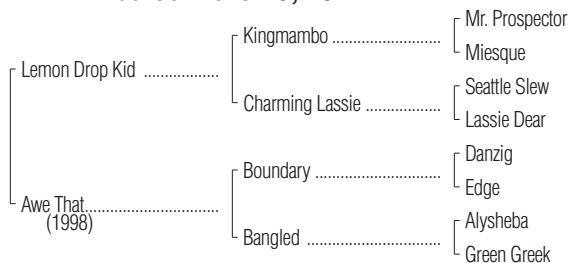 Mr. Prospector
Kingmambo ........................
Miesque
Lemon Drop Kid ................
Seattle Slew
Charming Lassie ................
Lassie Dear
Danzig
Boundary ...........................
Edge
Awe That.............................
(1998)
Alysheba
Bangled .............................
Green Greek